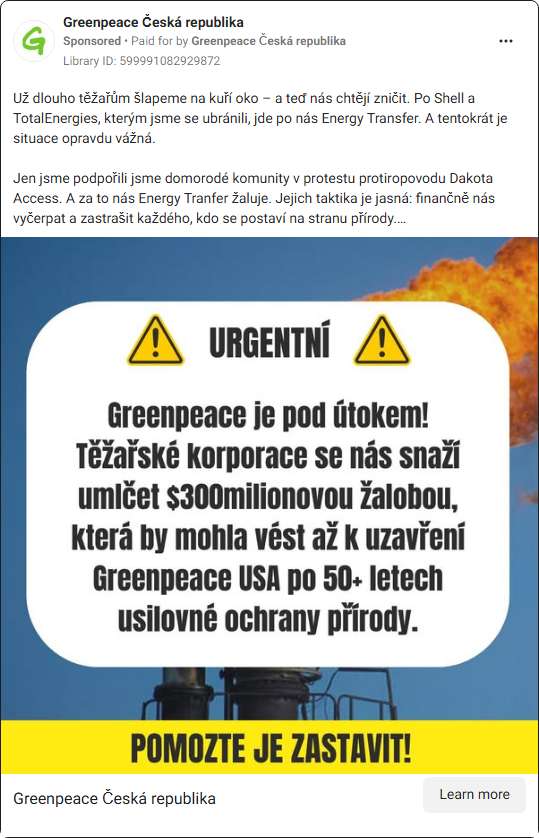 Greenpeace Česká republika
Sponsored • Paid for by Greenpeace Česká republika
Library ID: 599991082929872
Už dlouho těžařům šlapeme na kuří oko – a teď nás chtějí zničit. Po Shell a
TotalEnergies, kterým jsme se ubránili, jde po nás Energy Transfer. A tentokrát je
situace opravdu vážná.
Jen jsme podpořili jsme domorodé komunity v protestu protiropovodu Dakota
Access. A za to nás Energy Tranfer žaluje. Jejich taktika je jasná: finančně nás
vyčerpat a zastrašit každého, kdo se postaví na stranu přírody....
URGENTNÍ
Greenpeace je pod útokem!
Těžařské korporace se nás snaží
umlčet $300milionovou žalobou,
která by mohla vést až k uzavření
Greenpeace USA po 50+ letech
usilovné ochrany přírody.
POMOZTE JE ZASTAVIT!
Greenpeace Česká republika
Learn more